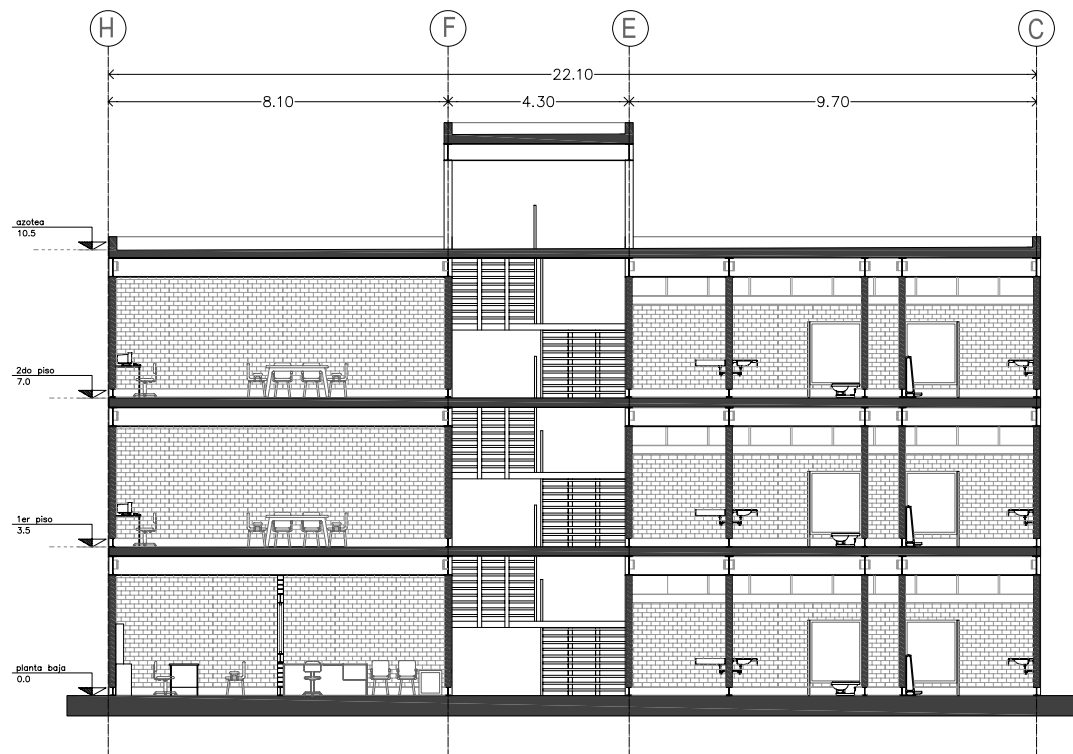 H
F
E
C
22.10
8.10
4.30
9.70
azotea
10.5
2do piso
7.0
1er piso
3.5
planta baja
0.0